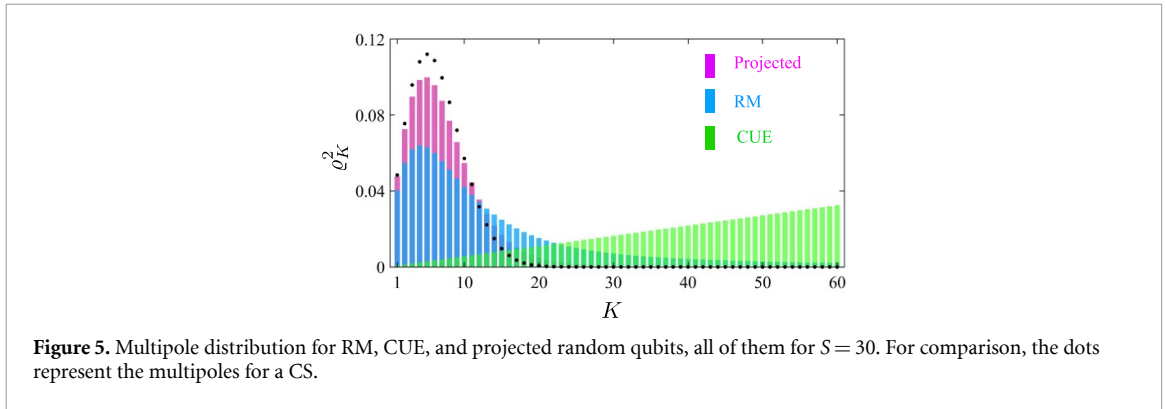 0.12
Projected
0.08
RM
CUE
ϱ²_K
0.04
0
1 10 20 30 40 50 60
K
Figure 5. Multipole distribution for RM, CUE, and projected random qubits, all of them for S = 30. For comparison, the dots
represent the multipoles for a CS.